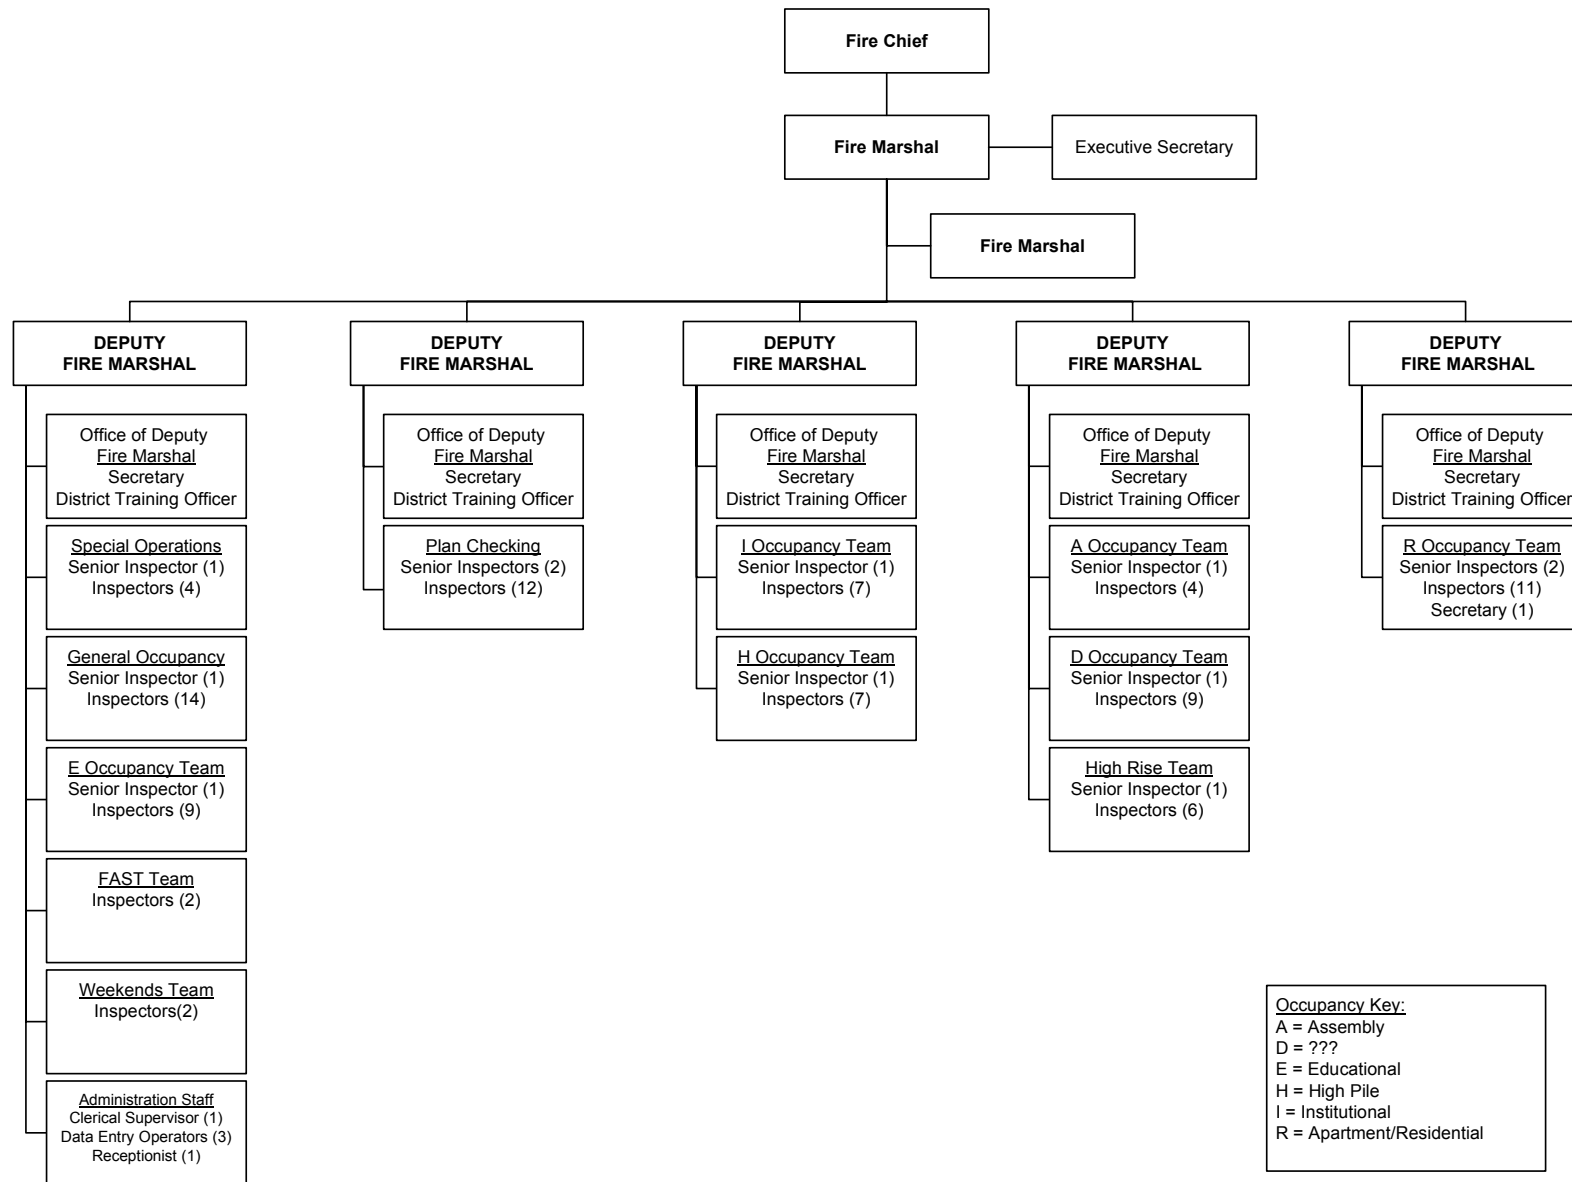 Fire Chief
Fire Marshal
Executive Secretary
Fire Marshal
DEPUTY
FIRE MARSHAL
Office of Deputy
Fire Marshal
Secretary
District Training Officer
Special Operations
Senior Inspector (1)
Inspectors (4)
General Occupancy
Senior Inspector (1)
Inspectors (14)
E Occupancy Team
Senior Inspector (1)
Inspectors (9)
FAST Team
Inspectors (2)
Weekends Team
Inspectors(2)
Administration Staff
Clerical Supervisor (1)
Data Entry Operators (3)
Receptionist (1)
DEPUTY
FIRE MARSHAL
Office of Deputy
Fire Marshal
Secretary
District Training Officer
Plan Checking
Senior Inspectors (2)
Inspectors (12)
DEPUTY
FIRE MARSHAL
Office of Deputy
Fire Marshal
Secretary
District Training Officer
I Occupancy Team
Senior Inspector (1)
Inspectors (7)
H Occupancy Team
Senior Inspector (1)
Inspectors (7)
DEPUTY
FIRE MARSHAL
Office of Deputy
Fire Marshal
Secretary
District Training Officer
A Occupancy Team
Senior Inspector (1)
Inspectors (4)
D Occupancy Team
Senior Inspector (1)
Inspectors (9)
High Rise Team
Senior Inspector (1)
Inspectors (6)
DEPUTY
FIRE MARSHAL
Office of Deputy
Fire Marshal
Secretary
District Training Officer
R Occupancy Team
Senior Inspectors (2)
Inspectors (11)
Secretary (1)
Occupancy Key:
A = Assembly
D = ???
E = Educational
H = High Pile
I = Institutional
R = Apartment/Residential